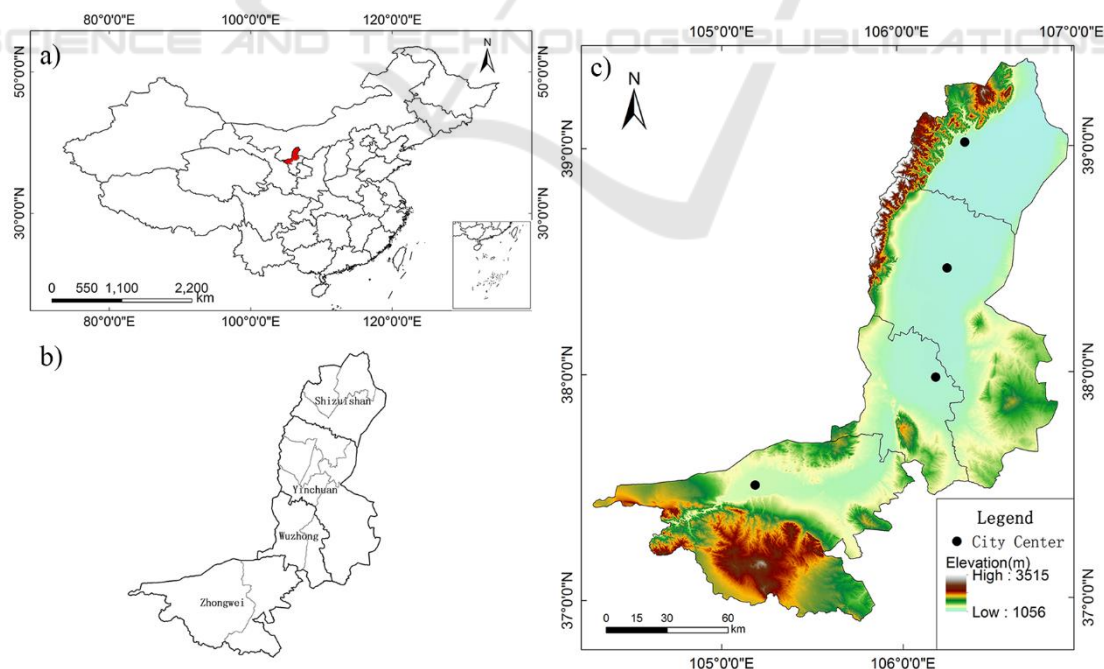 SCIENCE AND TECHNOLOGY PUBLICATIONS
a)
80°0'0"E 100°0'0"E 120°0'0"E
N
50°0'0"N
30°0'0"N
50°0'0"N
30°0'0"N
0 550 1,100 2,200
km
80°0'0"E 100°0'0"E 120°0'0"E
b)
Shizuishan
Yinchuan
Wuzhong
Zhongwei
c)
105°0'0"E 106°0'0"E 107°0'0"E
N
39°0'0"N
38°0'0"N
37°0'0"N
39°0'0"N
38°0'0"N
37°0'0"N
Legend
City Center
Elevation(m)
High : 3515
Low : 1056
0 15 30 60
km
105°0'0"E 106°0'0"E